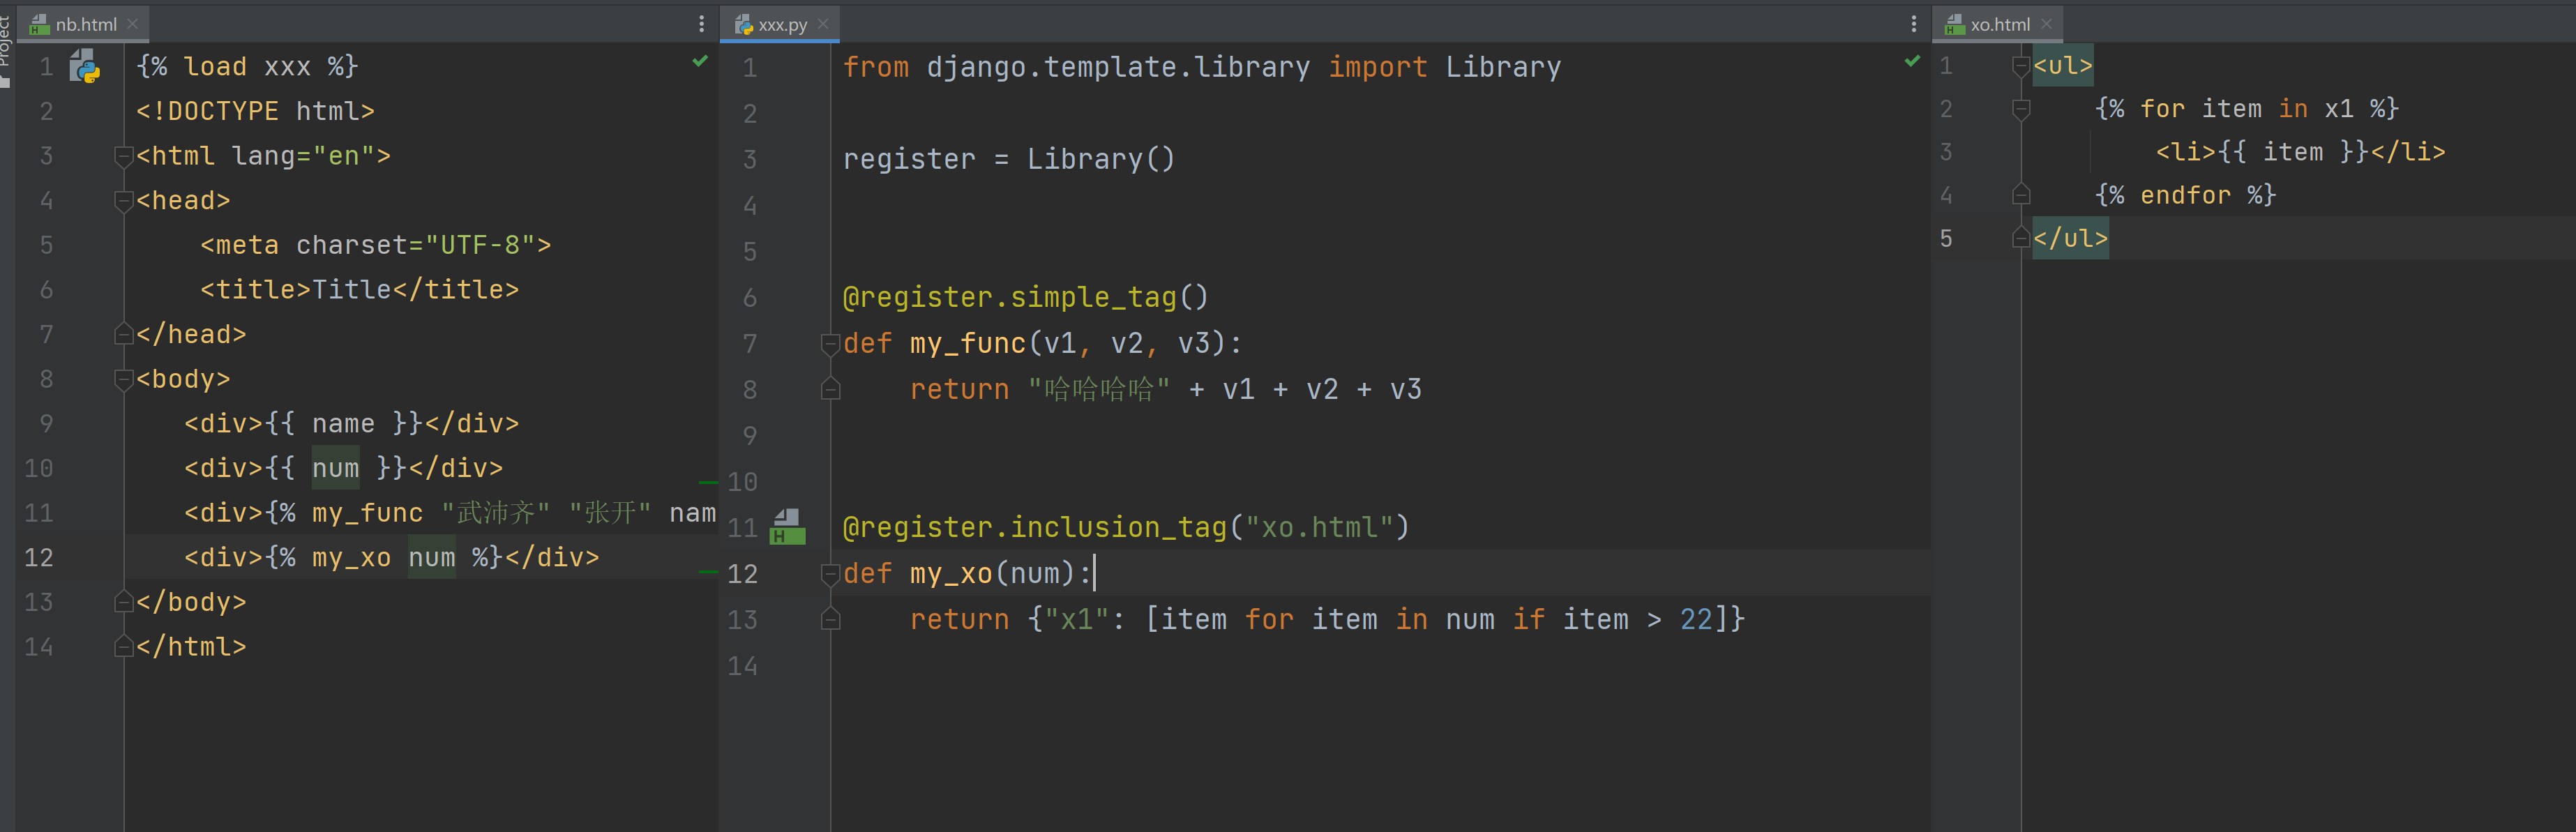 Project
nb.html
1 {% load xxx %}
2 <!DOCTYPE html>
3 <html lang="en">
4 <head>
5     <meta charset="UTF-8">
6     <title>Title</title>
7 </head>
8 <body>
9    <div>{{ name }}</div>
10    <div>{{ num }}</div>
11    <div>{% my_func "武沛齐" "张开" nam
12    <div>{% my_xo num %}</div>
13 </body>
14 </html>
xxx.py
1 from django.template.library import Library
2
3 register = Library()
4
5
6 @register.simple_tag()
7 def my_func(v1, v2, v3):
8     return "哈哈哈哈" + v1 + v2 + v3
9
10
11 @register.inclusion_tag("xo.html")
12 def my_xo(num):
13     return {"x1": [item for item in num if item > 22]}
14
xo.html
1 <ul>
2     {% for item in x1 %}
3         <li>{{ item }}</li>
4     {% endfor %}
5 </ul>